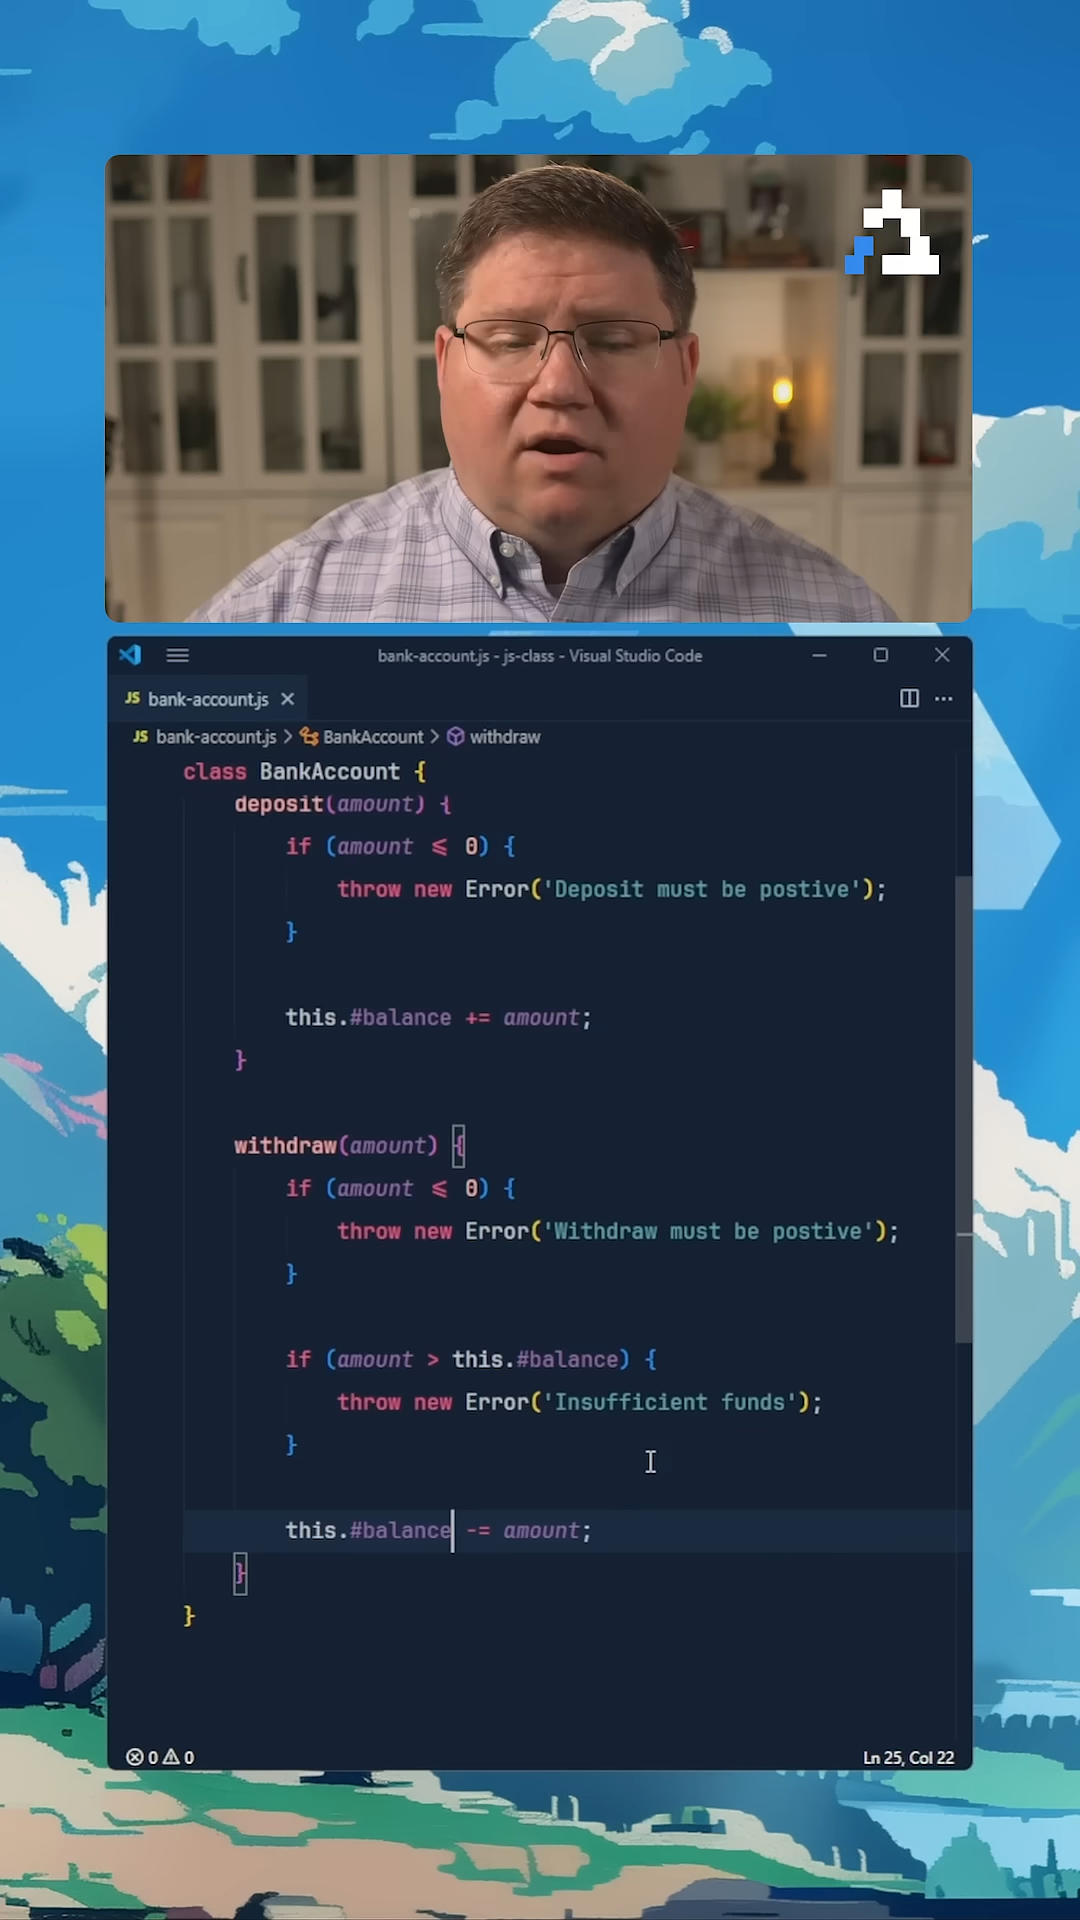 bank-account.js - js-class - Visual Studio Code
JS bank-account.js
JS bank-account.js > BankAccount > withdraw
class BankAccount {
deposit(amount) {
if (amount <= 0) {
throw new Error('Deposit must be postive');
}
this.#balance += amount;
}
withdraw(amount) {
if (amount <= 0) {
throw new Error('Withdraw must be postive');
}
if (amount > this.#balance) {
throw new Error('Insufficient funds');
}
this.#balance -= amount;
}
}
0 0
Ln 25, Col 22